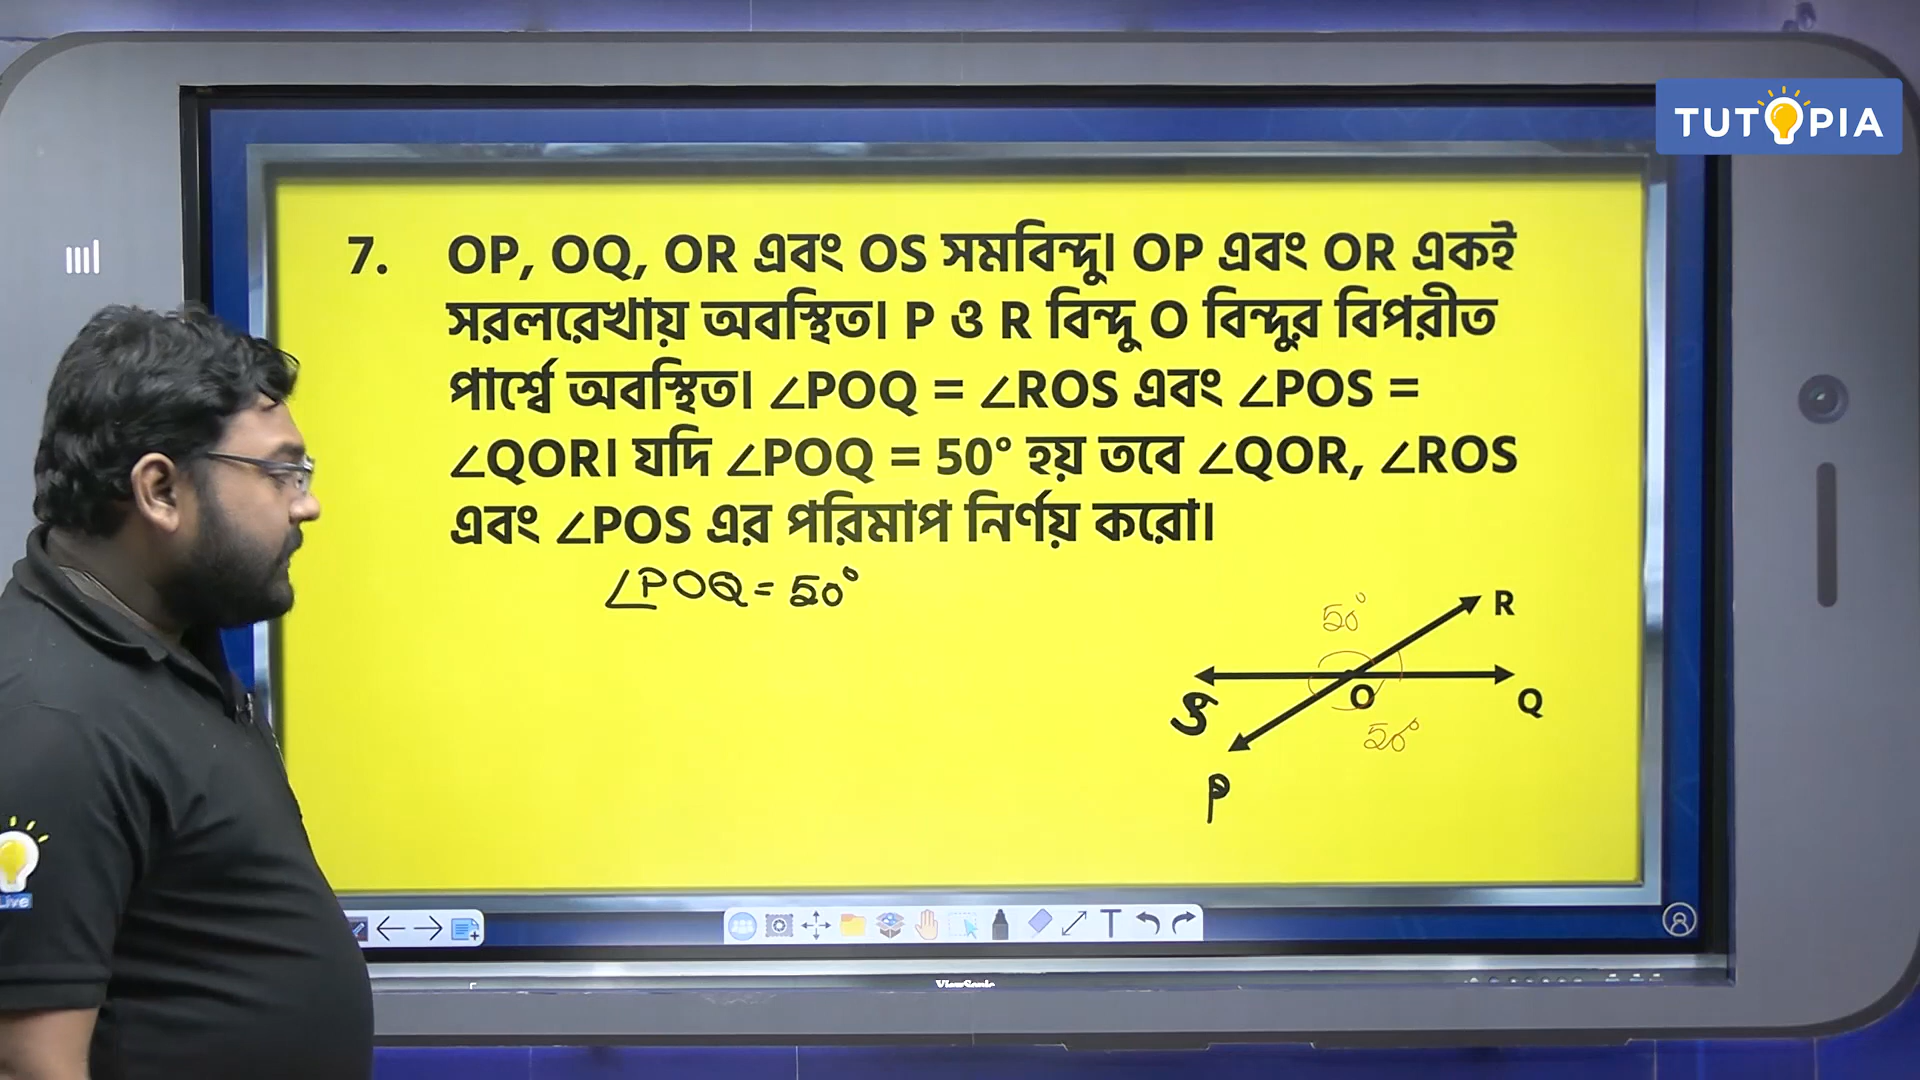 TUTOPIA
7. OP, OQ, OR এবং OS সমবিন্দু। OP এবং OR একই
সরলরেখায় অবস্থিত। P ও R বিন্দু O বিন্দুর বিপরীত
পার্শ্বে অবস্থিত। ∠POQ = ∠ROS এবং ∠POS =
∠QOR। যদি ∠POQ = 50° হয় তবে ∠QOR, ∠ROS
এবং ∠POS এর পরিমাপ নির্ণয় করো।
∠POQ = 50°
50°
R
O
S
Q
50°
P
Live
T
ViewSonic